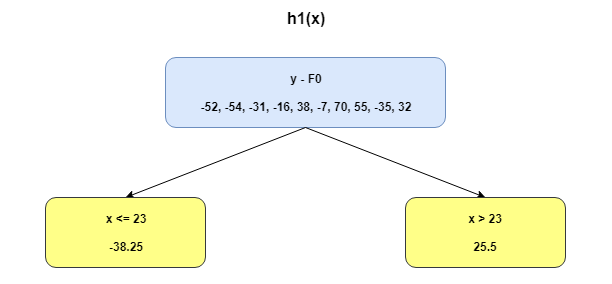 h1(x)
y - F0
-52, -54, -31, -16, 38, -7, 70, 55, -35, 32
x <= 23
-38.25
x > 23
25.5